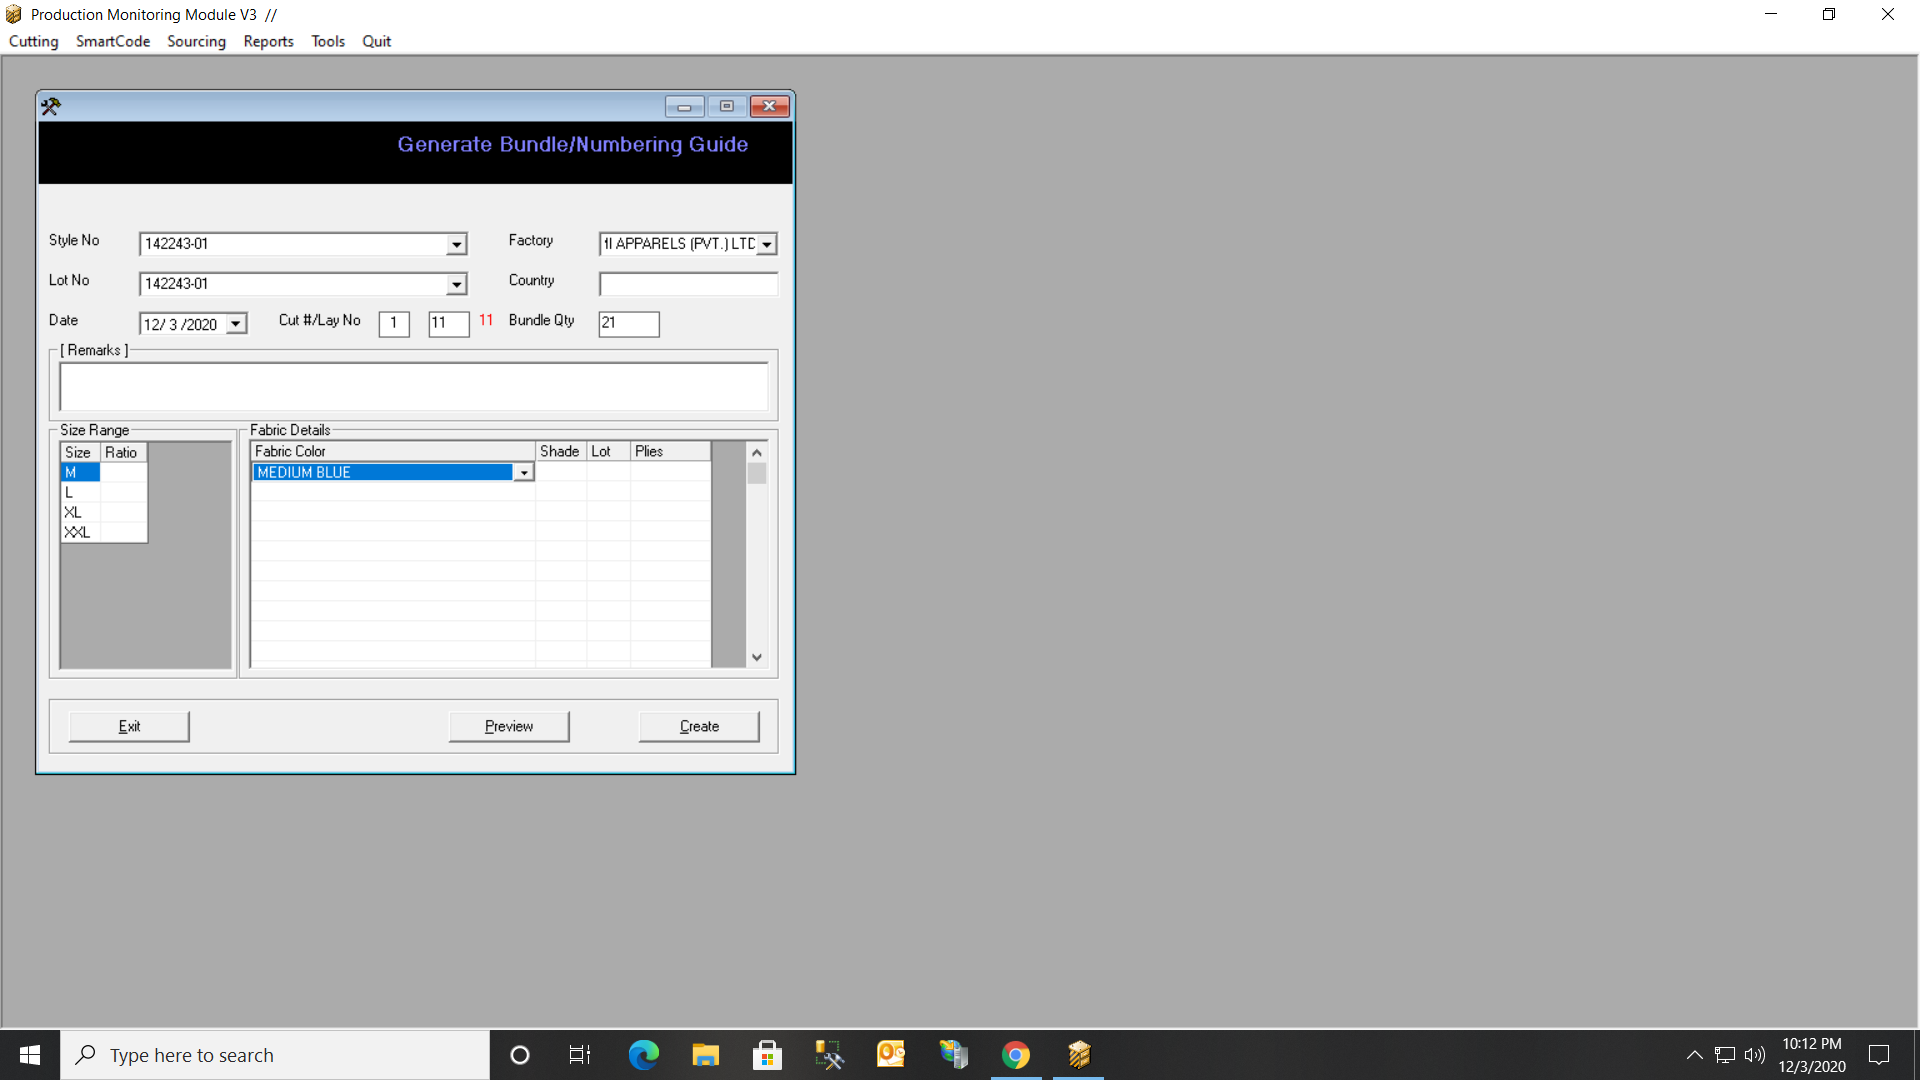 Production Monitoring Module V3 //
Cutting SmartCode Sourcing Reports Tools Quit
Generate Bundle/Numbering Guide
Style No 142243-01 Factory APPARELS (PVT.) LTD
Lot No 142243-01 Country
Date 12/ 3 /2020 Cut #/Lay No 1 11 11 Bundle Qty 21
[ Remarks ]
Size Range Fabric Details
Size Ratio Fabric Color Shade Lot Plies
M MEDIUM BLUE
L
XL
XXL
Exit Preview Create
Type here to search
10:12 PM
12/3/2020